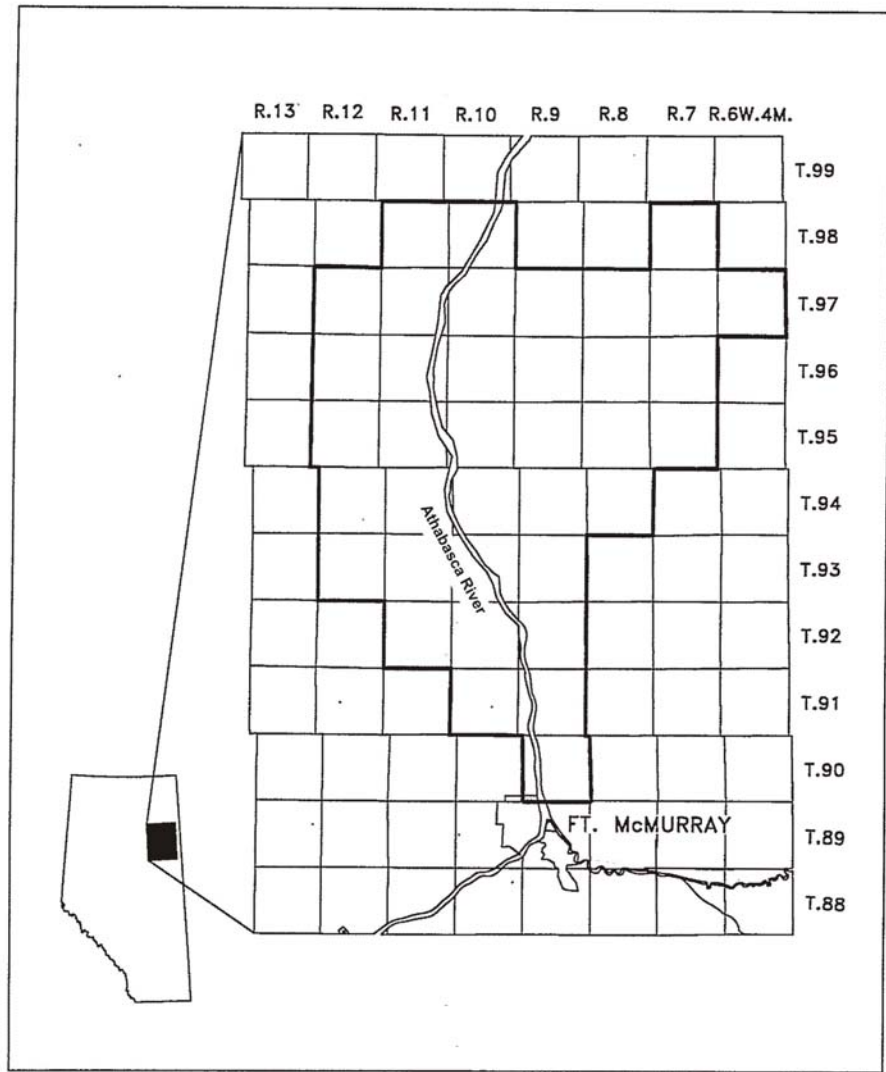 R.13 R.12 R.11 R.10 R.9 R.8 R.7 R.6W.4M.
T.99
T.98
T.97
T.96
T.95
T.94
Athabasca River
T.93
T.92
T.91
T.90
FT. McMURRAY
T.89
T.88